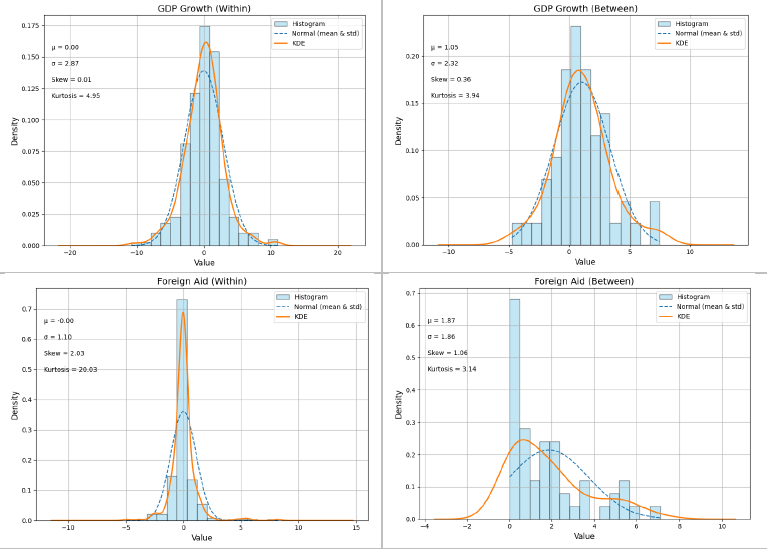 GDP Growth (Within)
Histogram
Normal (mean & std)
KDE
μ = 0.00
σ = 2.87
Skew = 0.01
Kurtosis = 4.95
Density
0.175
0.150
0.125
0.100
0.075
0.050
0.025
0.000
−20
−10
0
10
20
Value
GDP Growth (Between)
Histogram
Normal (mean & std)
KDE
μ = 1.05
σ = 2.32
Skew = 0.36
Kurtosis = 3.94
Density
0.20
0.15
0.10
0.05
0.00
−10
−5
0
5
10
Value
Foreign Aid (Within)
Histogram
Normal (mean & std)
KDE
μ = -0.00
σ = 1.10
Skew = 2.03
Kurtosis = 20.03
Density
0.7
0.6
0.5
0.4
0.3
0.2
0.1
0.0
−10
−5
0
5
10
15
Value
Foreign Aid (Between)
Histogram
Normal (mean & std)
KDE
μ = 1.87
σ = 1.86
Skew = 1.06
Kurtosis = 3.14
Density
0.7
0.6
0.5
0.4
0.3
0.2
0.1
0.0
−4
−2
0
2
4
6
8
10
Value